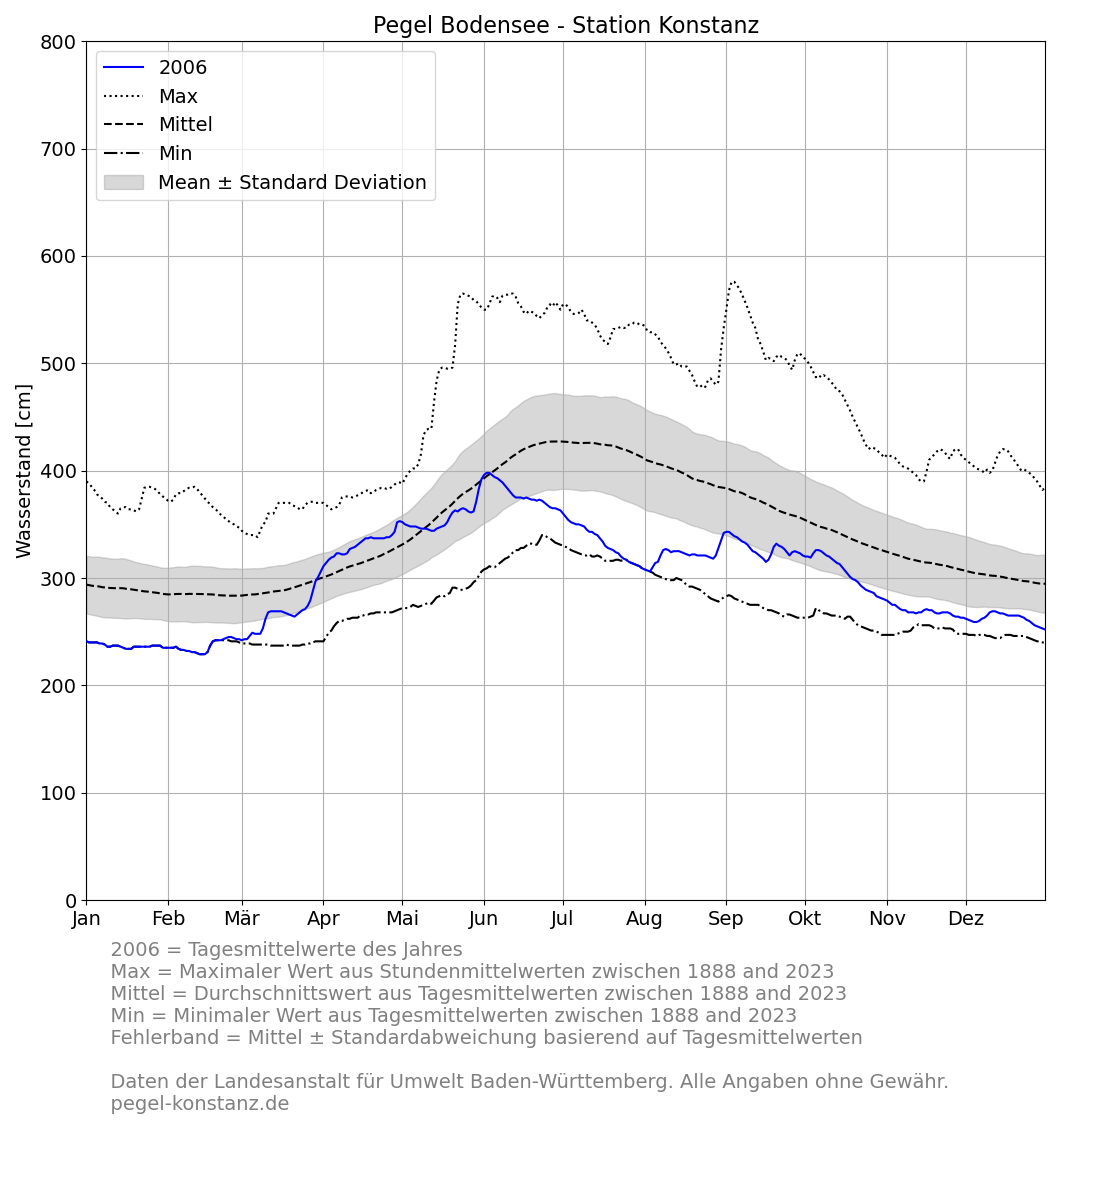 Pegel Bodensee - Station Konstanz
800
700
600
500
400
300
200
100
0
Wasserstand [cm]
2006
Max
Mittel
Min
Mean ± Standard Deviation
Jan Feb Mär Apr Mai Jun Jul Aug Sep Okt Nov Dez
2006 = Tagesmittelwerte des Jahres
Max = Maximaler Wert aus Stundenmittelwerten zwischen 1888 and 2023
Mittel = Durchschnittswert aus Tagesmittelwerten zwischen 1888 and 2023
Min = Minimaler Wert aus Tagesmittelwerten zwischen 1888 and 2023
Fehlerband = Mittel ± Standardabweichung basierend auf Tagesmittelwerten
Daten der Landesanstalt für Umwelt Baden-Württemberg. Alle Angaben ohne Gewähr.
pegel-konstanz.de